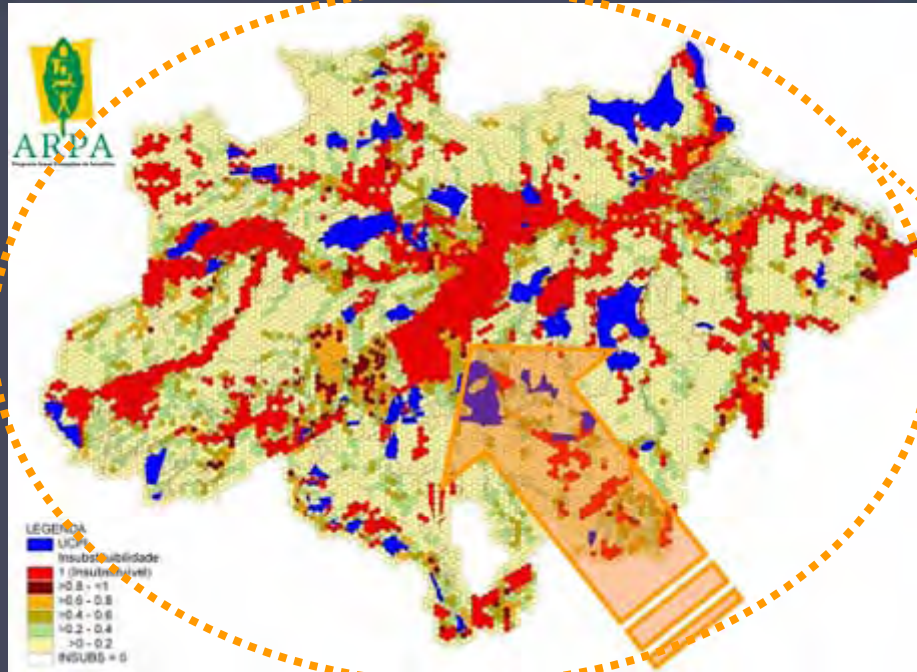 ARPA
LEGENDA
UCPI
Insubstituibilidade
1 (Insubstituível)
>0.8 - <1
>0.6 - 0.8
>0.4 - 0.6
>0.2 - 0.4
>0 - 0.2
INSUBS = 0